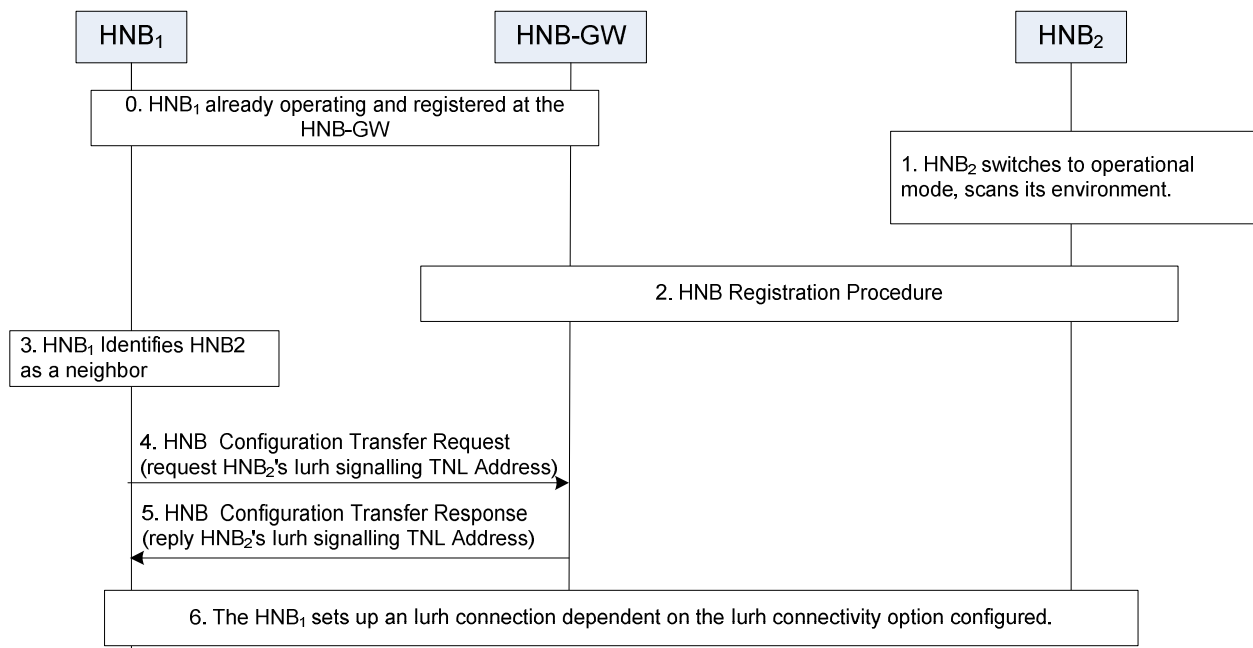 HNB₁
HNB-GW
HNB₂
0. HNB₁ already operating and registered at the
HNB-GW
1. HNB₂ switches to operational
mode, scans its environment.
2. HNB Registration Procedure
3. HNB₁ Identifies HNB2
as a neighbor
4. HNB Configuration Transfer Request
(request HNB₂'s Iurh signalling TNL Address)
5. HNB Configuration Transfer Response
(reply HNB₂'s Iurh signalling TNL Address)
6. The HNB₁ sets up an Iurh connection dependent on the Iurh connectivity option configured.